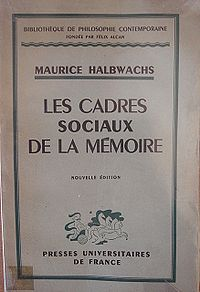 BIBLIOTHÈQUE DE PHILOSOPHIE CONTEMPORAINE
FONDÉE PAR FÉLIX ALCAN
MAURICE HALBWACHS
LES CADRES
SOCIAUX
DE LA MÉMOIRE
NOUVELLE ÉDITION
PRESSES UNIVERSITAIRES
DE FRANCE